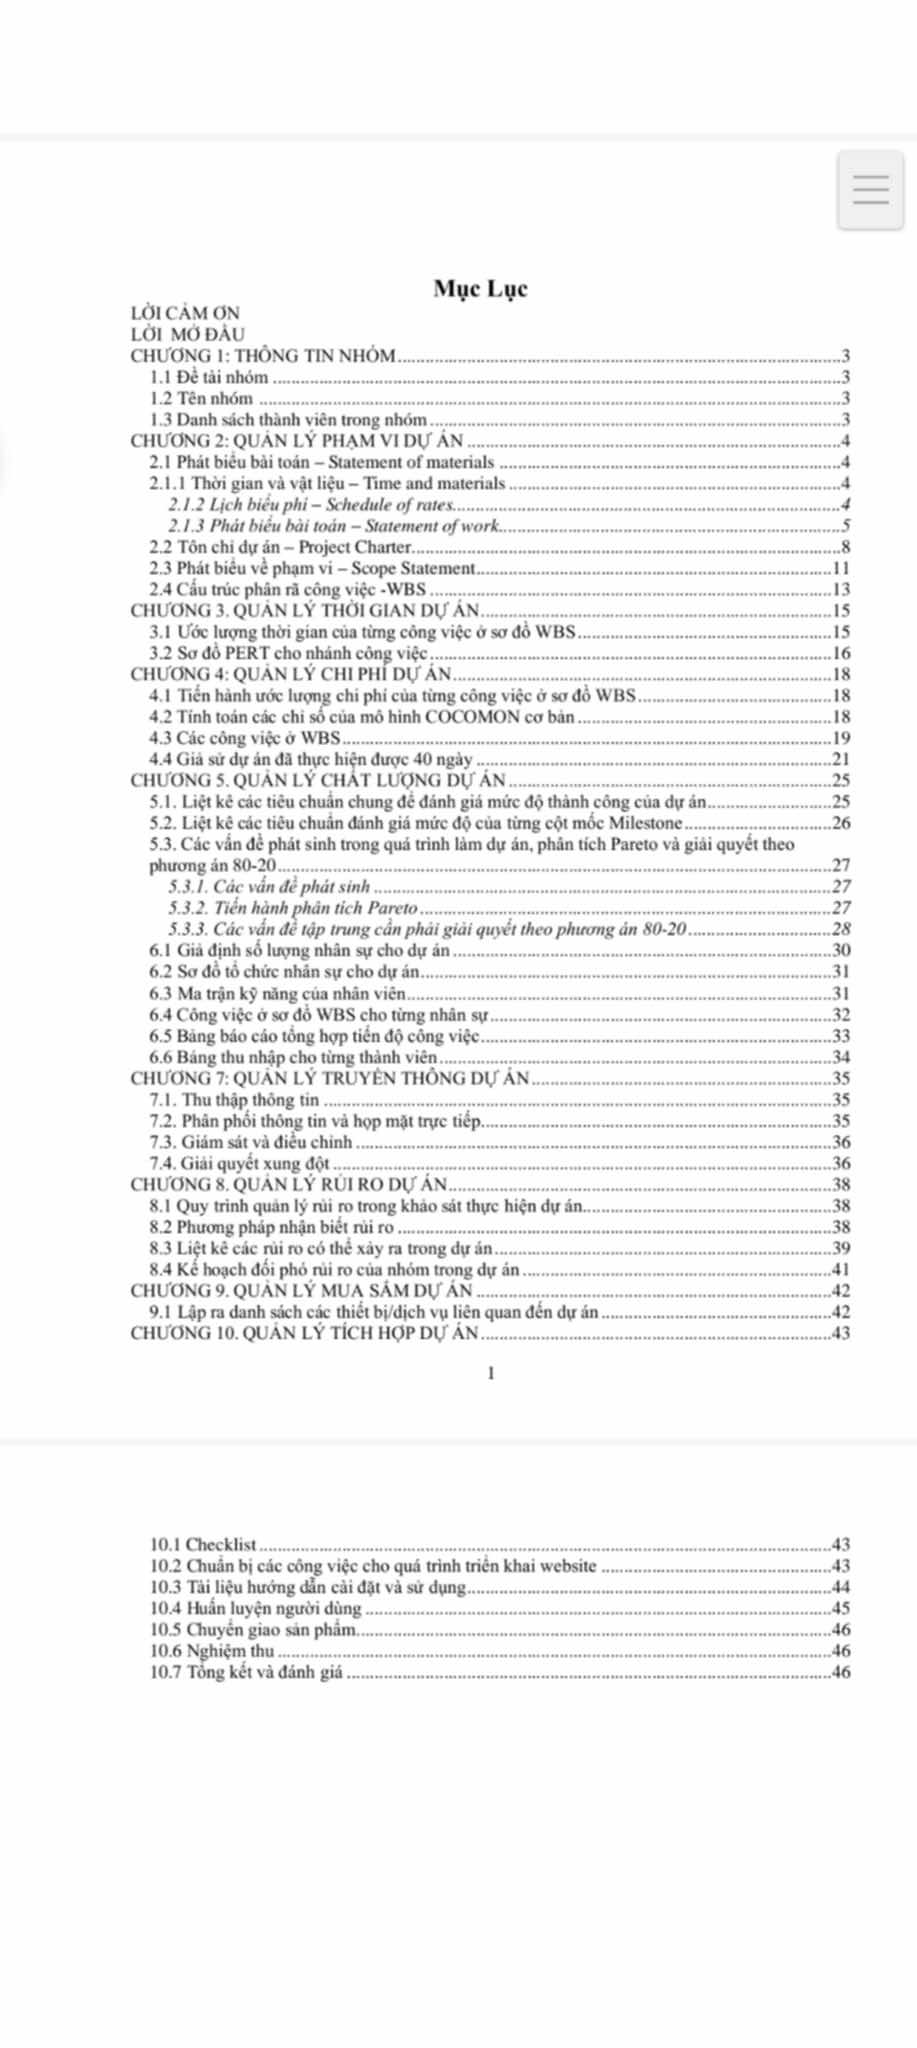 Mục Lục
LỜI CẢM ƠN
LỜI MỞ ĐẦU
CHƯƠNG 1: THÔNG TIN NHÓM....................3
1.1 Đề tài nhóm....................3
1.2 Tên nhóm....................3
1.3 Danh sách thành viên trong nhóm....................3
CHƯƠNG 2: QUẢN LÝ PHẠM VI DỰ ÁN....................4
2.1 Phát biểu bài toán – Statement of materials....................4
2.1.1 Thời gian và vật liệu – Time and materials....................4
2.1.2 Lịch biểu phí – Schedule of rates....................4
2.1.3 Phát biểu bài toán – Statement of work....................5
2.2 Tôn chỉ dự án – Project Charter....................8
2.3 Phát biểu về phạm vi – Scope Statement....................11
2.4 Cấu trúc phân rã công việc -WBS....................13
CHƯƠNG 3. QUẢN LÝ THỜI GIAN DỰ ÁN....................15
3.1 Ước lượng thời gian của từng công việc ở sơ đồ WBS....................15
3.2 Sơ đồ PERT cho nhánh công việc....................16
CHƯƠNG 4: QUẢN LÝ CHI PHÍ DỰ ÁN....................18
4.1 Tiến hành ước lượng chi phí của từng công việc ở sơ đồ WBS....................18
4.2 Tính toán các chỉ số của mô hình COCOMON cơ bản....................18
4.3 Các công việc ở WBS....................19
4.4 Giả sử dự án đã thực hiện được 40 ngày....................21
CHƯƠNG 5. QUẢN LÝ CHẤT LƯỢNG DỰ ÁN....................25
5.1. Liệt kê các tiêu chuẩn chung để đánh giá mức độ thành công của dự án....................25
5.2. Liệt kê các tiêu chuẩn đánh giá mức độ của từng cột mốc Milestone....................26
5.3. Các vấn đề phát sinh trong quá trình làm dự án, phân tích Pareto và giải quyết theo
phương án 80-20....................27
5.3.1. Các vấn đề phát sinh....................27
5.3.2. Tiến hành phân tích Pareto....................27
5.3.3. Các vấn đề tập trung cần phải giải quyết theo phương án 80-20....................28
6.1 Giả định số lượng nhân sự cho dự án....................30
6.2 Sơ đồ tổ chức nhân sự cho dự án....................31
6.3 Ma trận kỹ năng của nhân viên....................31
6.4 Công việc ở sơ đồ WBS cho từng nhân sự....................32
6.5 Bảng báo cáo tổng hợp tiến độ công việc....................33
6.6 Bảng thu nhập cho từng thành viên....................34
CHƯƠNG 7: QUẢN LÝ TRUYỀN THÔNG DỰ ÁN....................35
7.1. Thu thập thông tin....................35
7.2. Phân phối thông tin và họp mặt trực tiếp....................35
7.3. Giám sát và điều chỉnh....................36
7.4. Giải quyết xung đột....................36
CHƯƠNG 8. QUẢN LÝ RỦI RO DỰ ÁN....................38
8.1 Quy trình quản lý rủi ro trong khảo sát thực hiện dự án....................38
8.2 Phương pháp nhận biết rủi ro....................38
8.3 Liệt kê các rủi ro có thể xảy ra trong dự án....................39
8.4 Kế hoạch đối phó rủi ro của nhóm trong dự án....................41
CHƯƠNG 9. QUẢN LÝ MUA SẮM DỰ ÁN....................42
9.1 Lập ra danh sách các thiết bị/dịch vụ liên quan đến dự án....................42
CHƯƠNG 10. QUẢN LÝ TÍCH HỢP DỰ ÁN....................43
1
10.1 Checklist....................43
10.2 Chuẩn bị các công việc cho quá trình triển khai website....................43
10.3 Tài liệu hướng dẫn cài đặt và sử dụng....................44
10.4 Huấn luyện người dùng....................45
10.5 Chuyển giao sản phẩm....................46
10.6 Nghiệm thu....................46
10.7 Tổng kết và đánh giá....................46